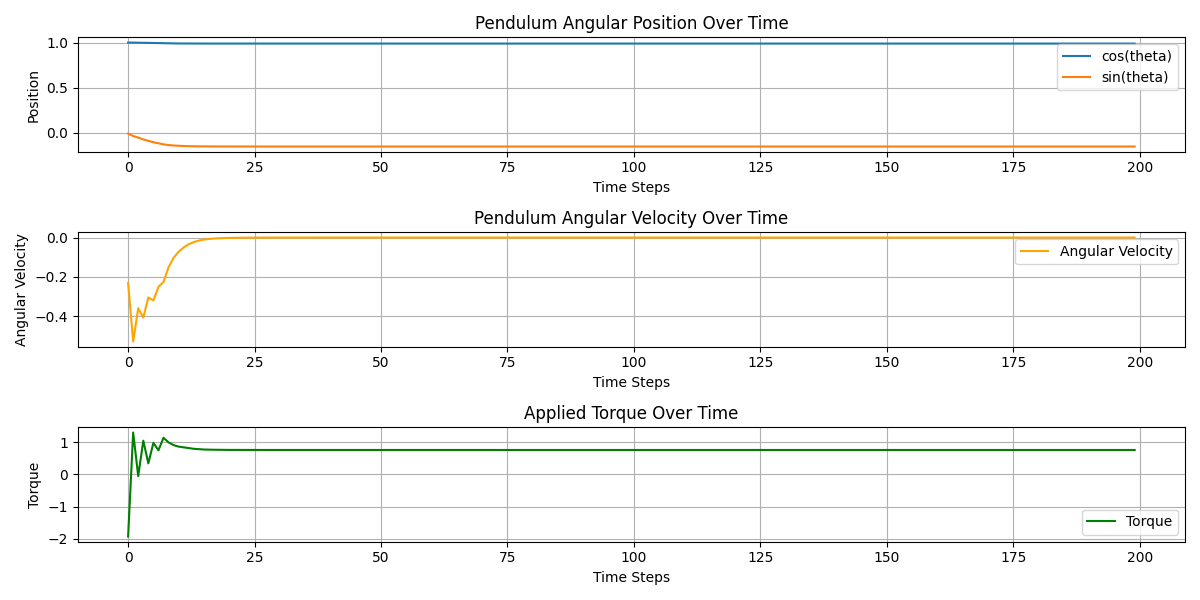 Pendulum Angular Position Over Time
Position
1.0
0.5
0.0
cos(theta)
sin(theta)
0 25 50 75 100 125 150 175 200
Time Steps
Pendulum Angular Velocity Over Time
Angular Velocity
0.0
−0.2
−0.4
Angular Velocity
0 25 50 75 100 125 150 175 200
Time Steps
Applied Torque Over Time
Torque
1
0
−1
−2
Torque
0 25 50 75 100 125 150 175 200
Time Steps